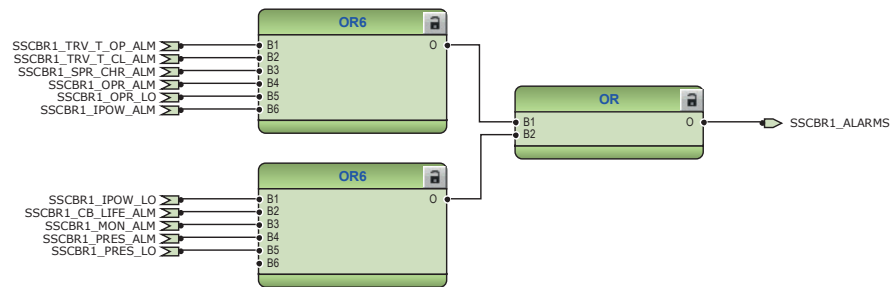 OR6
SSCBR1_TRV_T_OP_ALM B1 O
SSCBR1_TRV_T_CL_ALM B2
SSCBR1_SPR_CHR_ALM B3
SSCBR1_OPR_ALM B4
SSCBR1_OPR_LO B5
SSCBR1_IPOW_ALM B6
OR
B1 O SSCBR1_ALARMS
B2
OR6
SSCBR1_IPOW_LO B1 O
SSCBR1_CB_LIFE_ALM B2
SSCBR1_MON_ALM B3
SSCBR1_PRES_ALM B4
SSCBR1_PRES_LO B5
B6